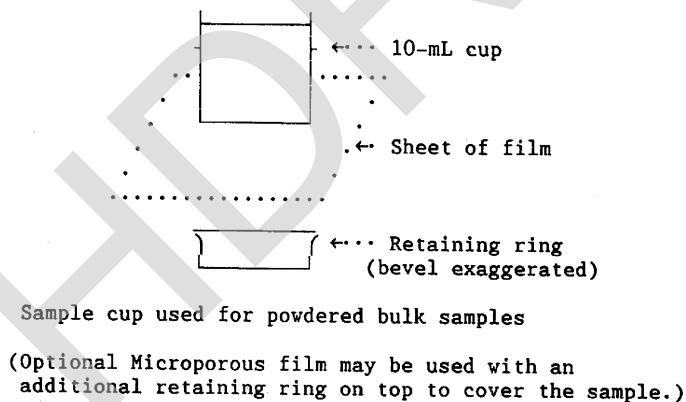 10-mL cup
Sheet of film
Retaining ring
(bevel exaggerated)
Sample cup used for powdered bulk samples
(Optional Microporous film may be used with an
additional retaining ring on top to cover the sample.)